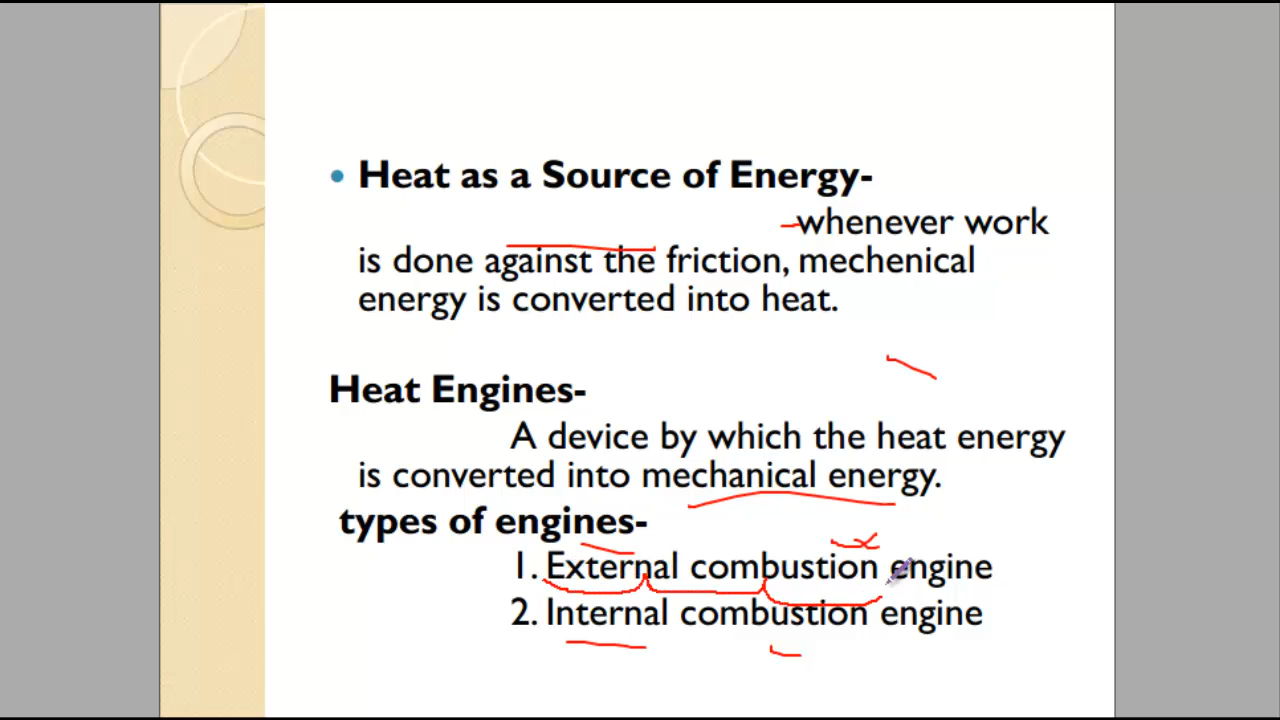 • Heat as a Source of Energy-
whenever work
is done against the friction, mechenical
energy is converted into heat.
Heat Engines-
A device by which the heat energy
is converted into mechanical energy.
types of engines-
1. External combustion engine
2. Internal combustion engine